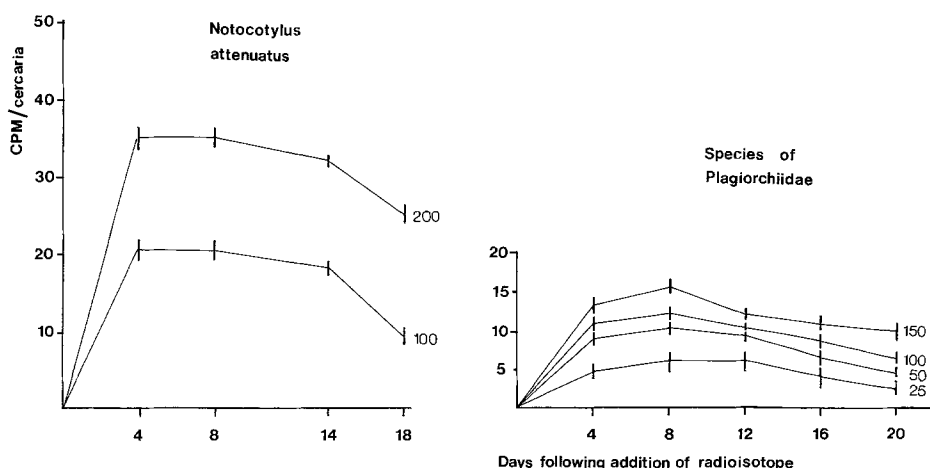 Notocotylus
attenuatus
CPM/cercaria
50
40
30
20
10
200
100
4 8 14 18
Species of
Plagiorchiidae
20
15
10
5
150
100
50
25
4 8 12 16 20
Days following addition of radioisotope